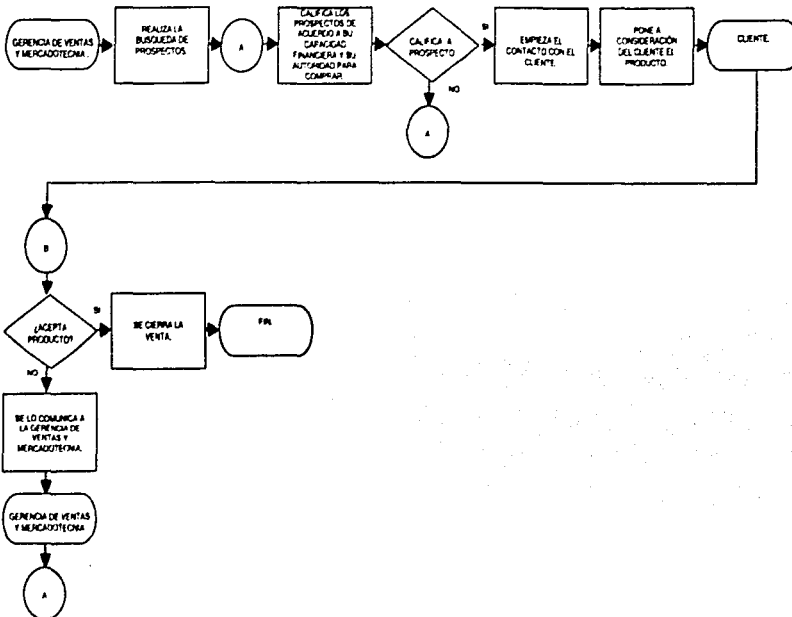 GERENCIA DE VENTAS
Y MERCADOTECNIA.
REALIZA LA
BUSQUEDA DE
PROSPECTOS.
A
CALIFICA LOS
PROSPECTOS DE
ACUERDO A SU
CAPACIDAD
FINANCIERA Y SU
AUTORIDAD PARA
COMPRAR.
CALIFICA A
PROSPECTO
SI
NO
A
EMPIEZA EL
CONTACTO CON EL
CLIENTE.
PONE A
CONSIDERACIÓN
DEL CLIENTE EL
PRODUCTO.
CLIENTE.
B
¿ACEPTA
PRODUCTO?
SI
NO
SE CIERRA LA
VENTA.
FIN.
SE LO COMUNICA A
LA GERENCIA DE
VENTAS Y
MERCADOTECNIA.
GERENCIA DE VENTAS
Y MERCADOTECNIA
A